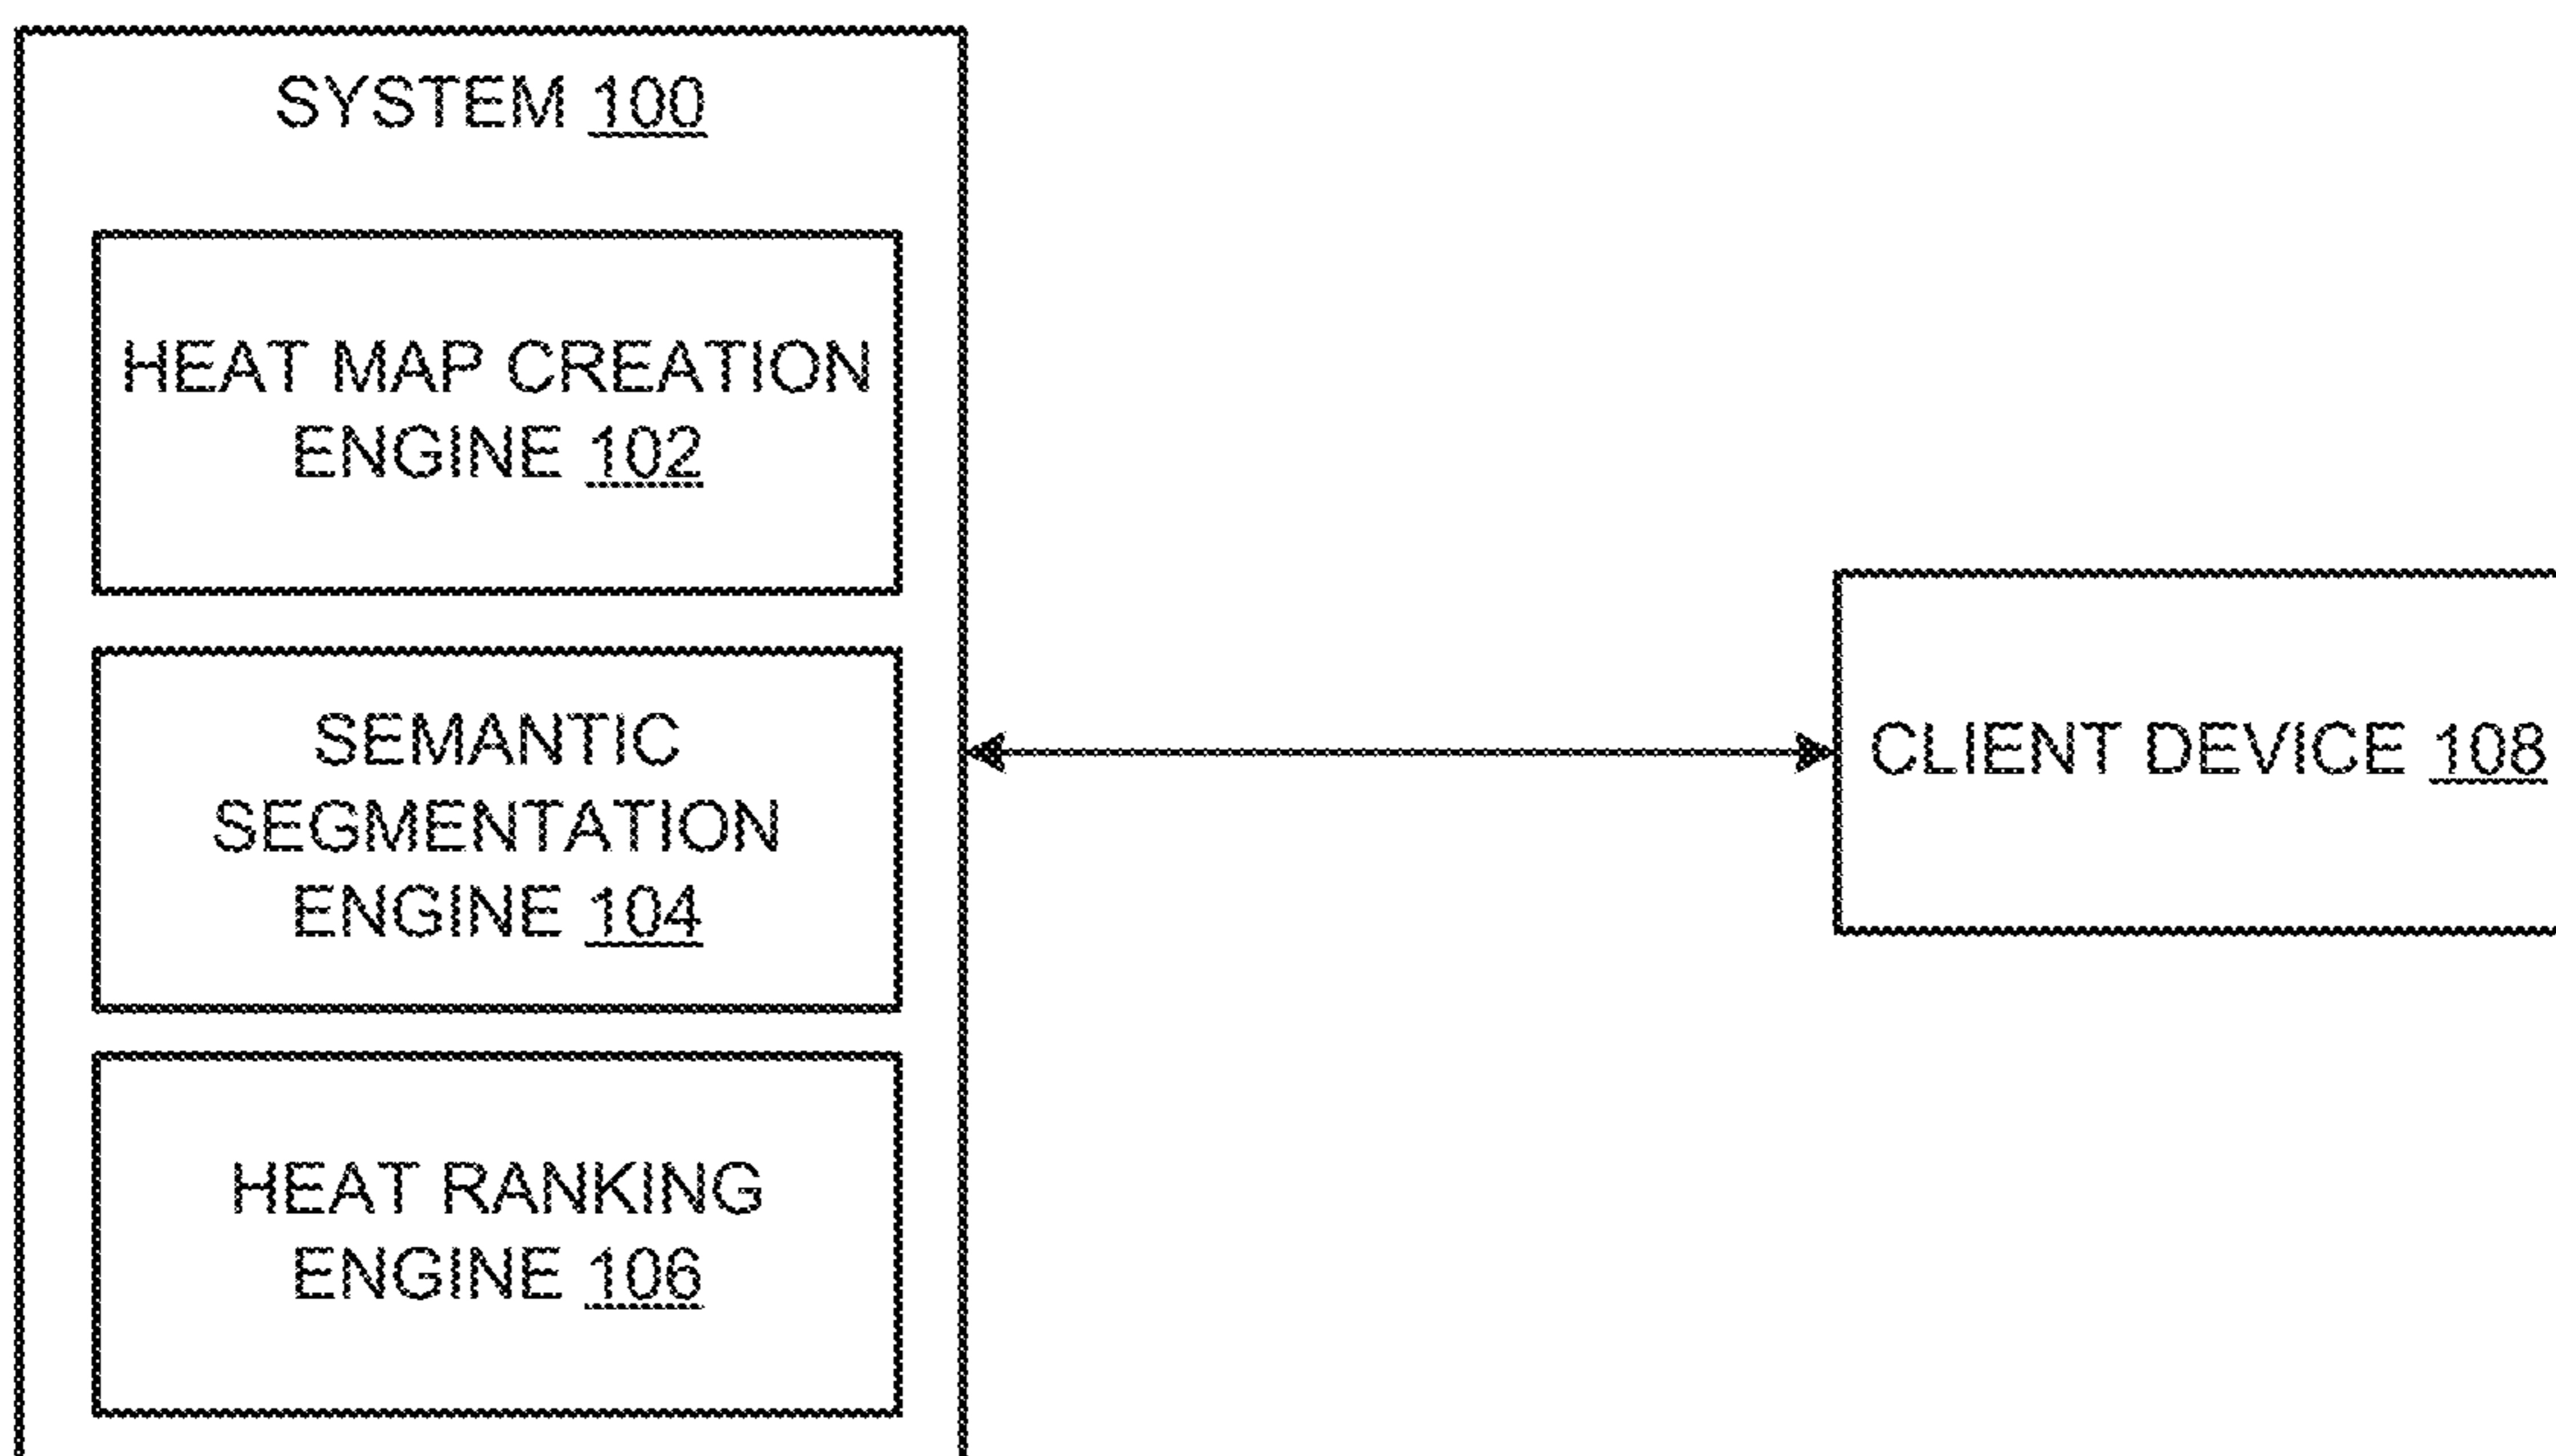 SYSTEM 100
HEAT MAP CREATION
ENGINE 102
SEMANTIC
SEGMENTATION
ENGINE 104
HEAT RANKING
ENGINE 106
CLIENT DEVICE 108